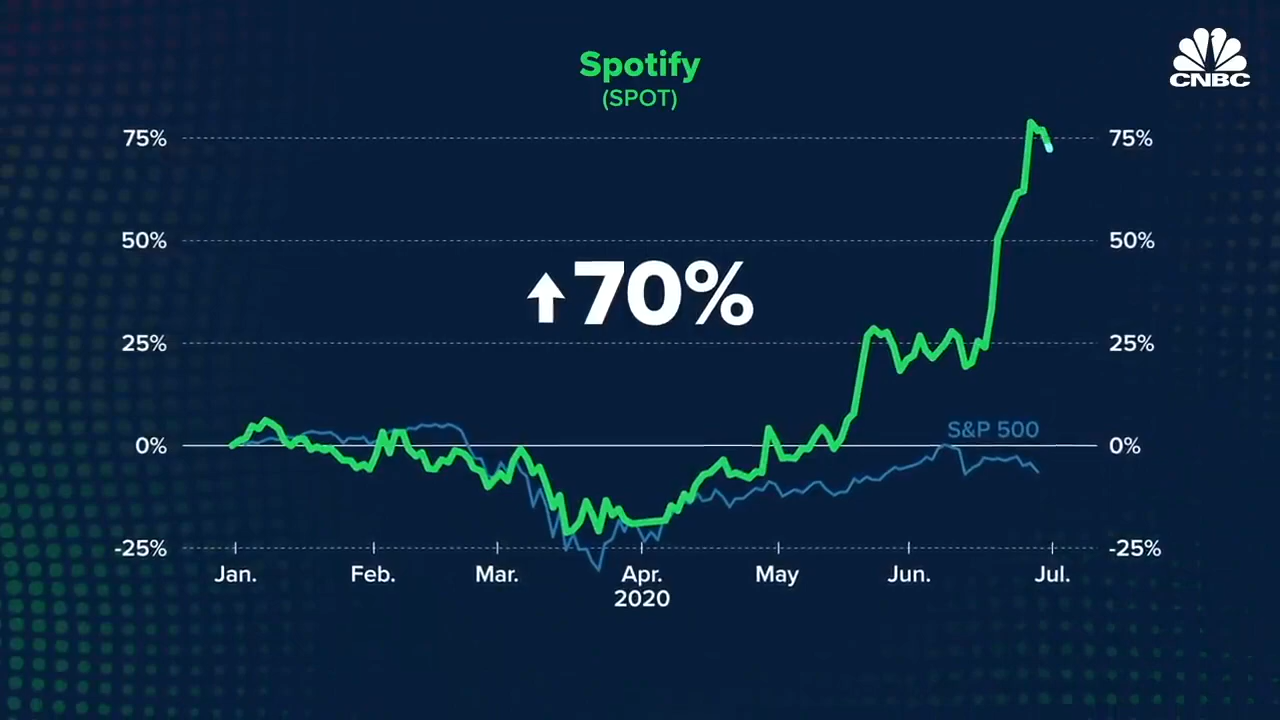 Spotify
(SPOT)
CNBC
75% 75%
50% 50%
↑70%
25% 25%
S&P 500
0% 0%
-25% -25%
Jan. Feb. Mar. Apr. May Jun. Jul.
2020